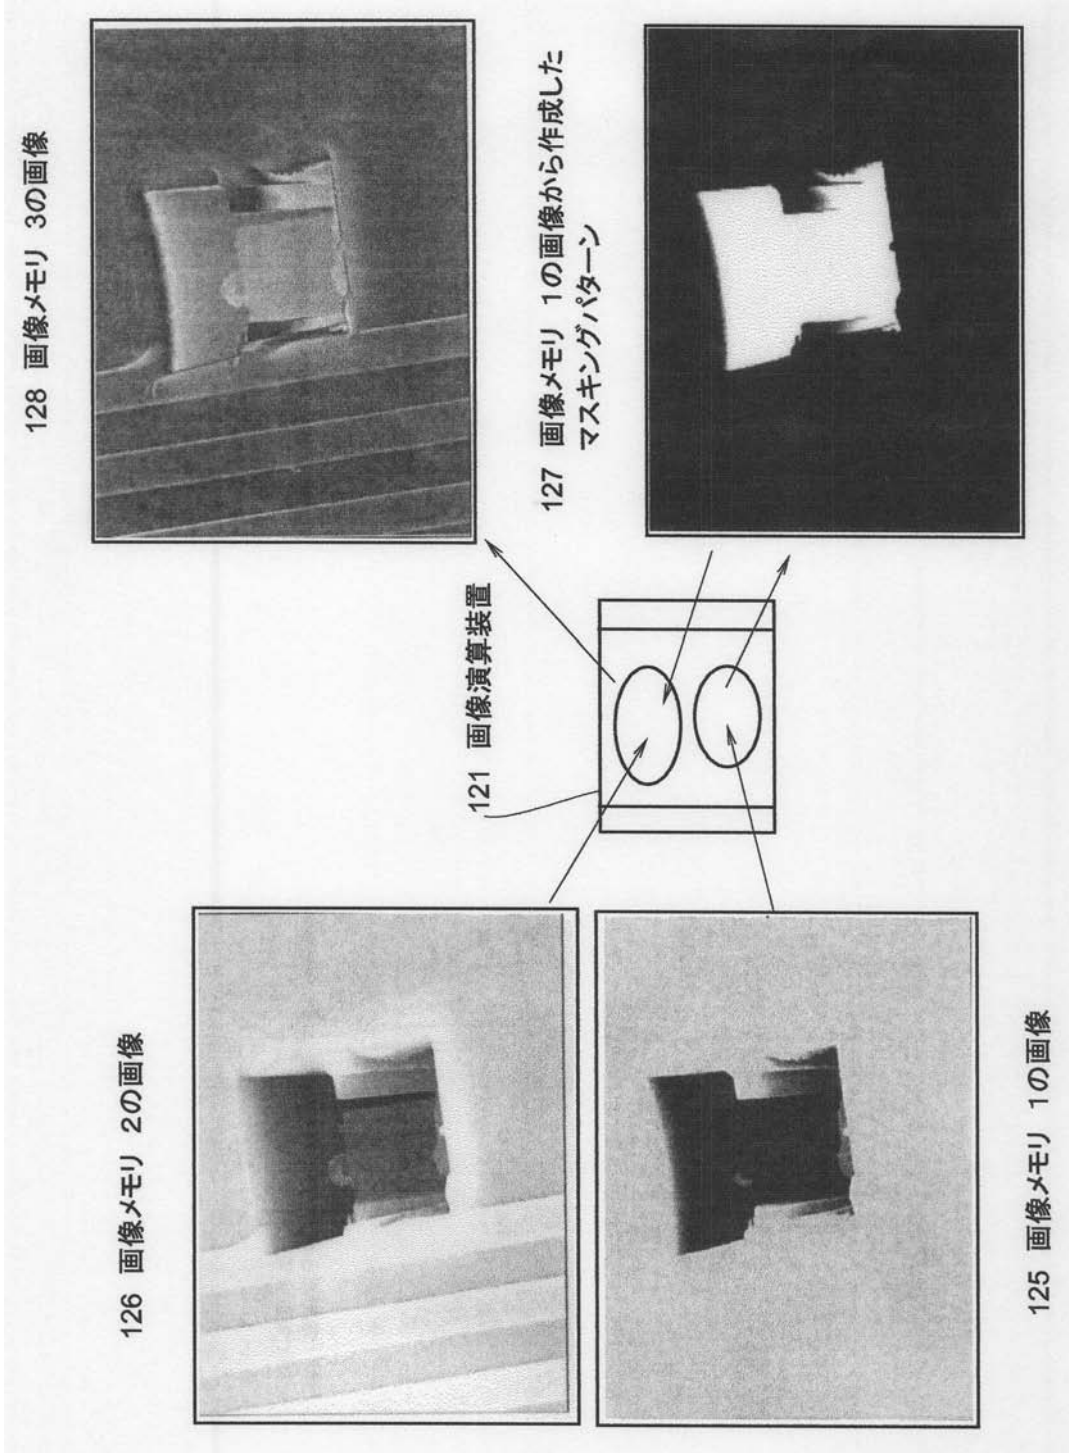 128 画像メモリ 3の画像
126 画像メモリ 2の画像
121 画像演算装置
127 画像メモリ 1の画像から作成した
マスキングパターン
125 画像メモリ 1の画像